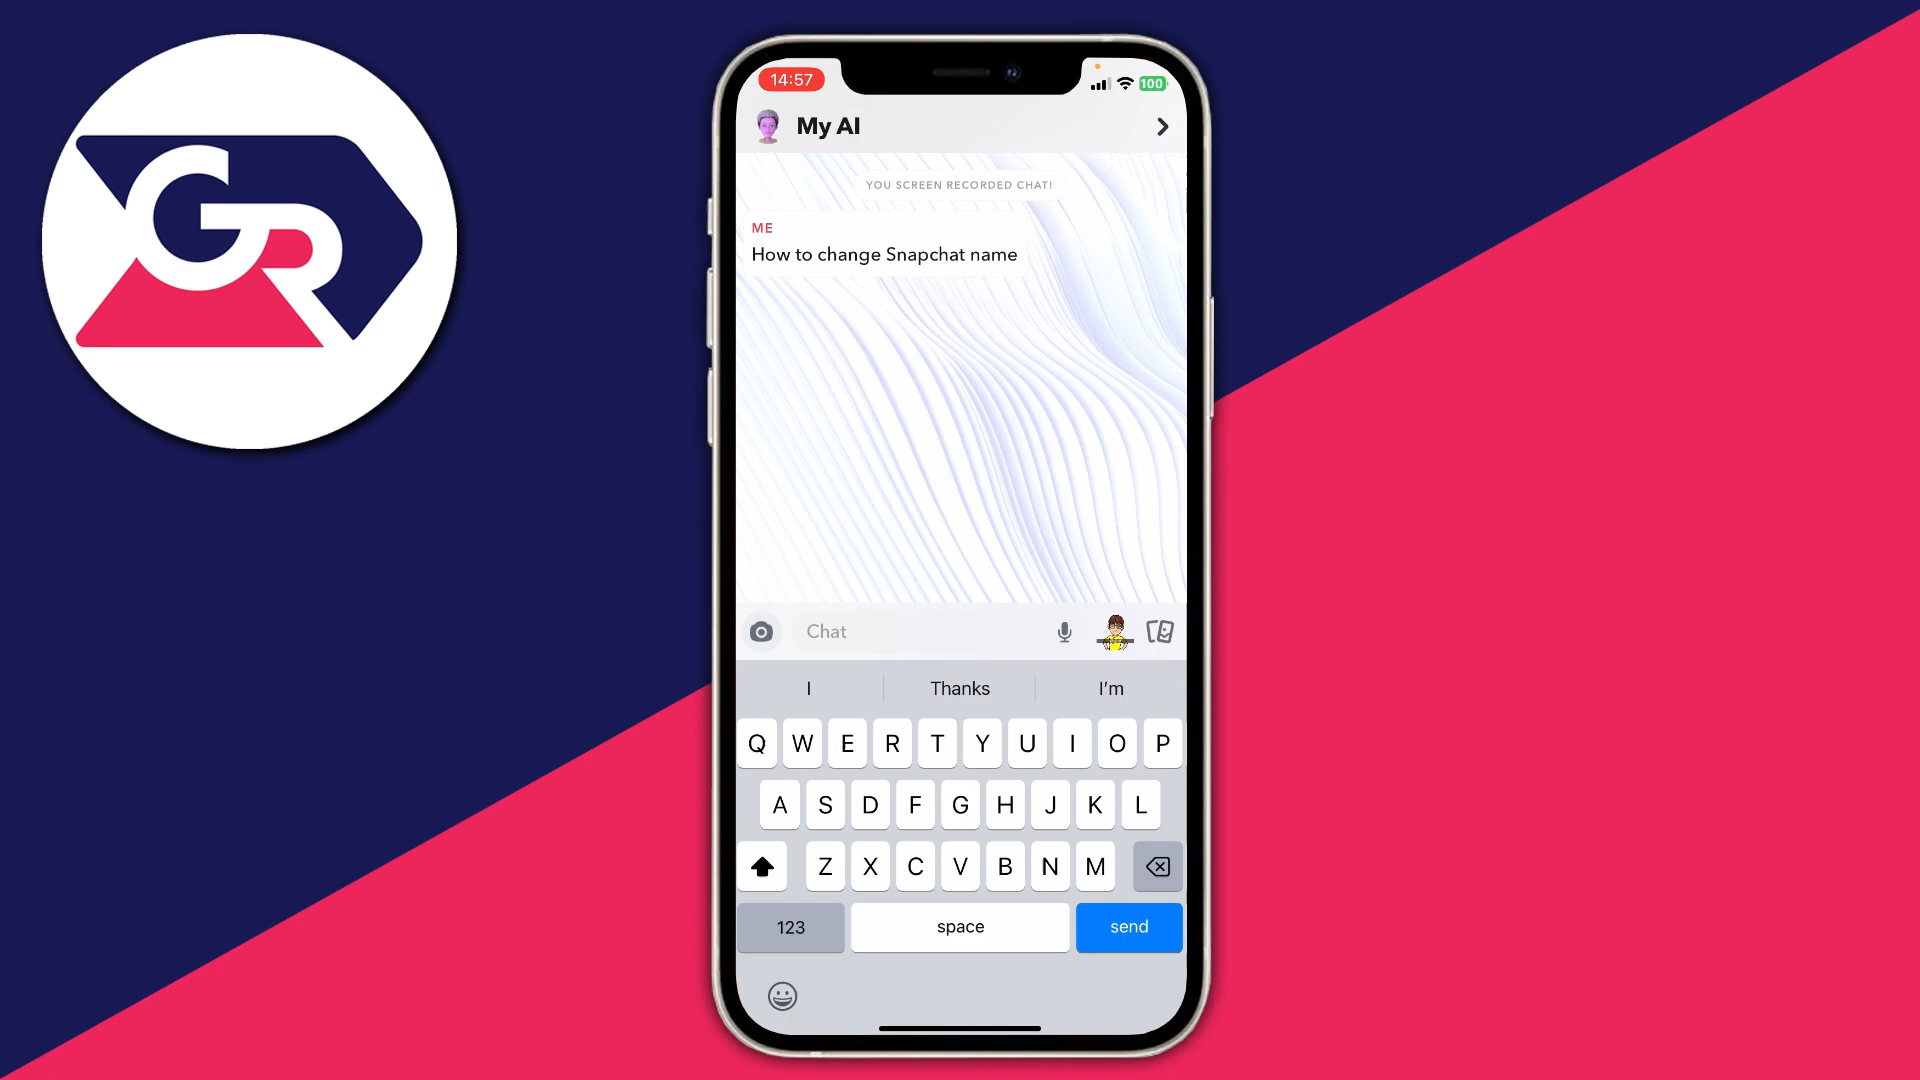 GR
14:57
100
My AI
YOU SCREEN RECORDED CHAT!
ME
How to change Snapchat name
Chat
I
Thanks
I'm
Q W E R T Y U I O P
A S D F G H J K L
Z X C V B N M
123
space
send